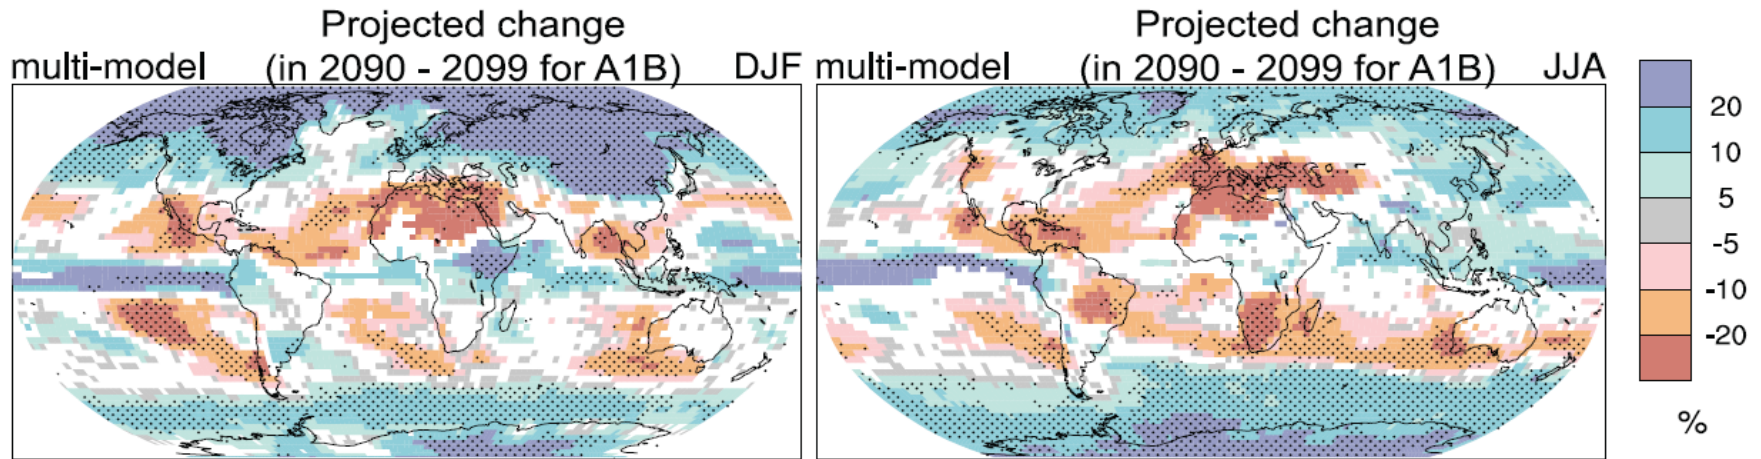 Projected change
multi-model (in 2090 - 2099 for A1B) DJF
Projected change
multi-model (in 2090 - 2099 for A1B) JJA
20
10
5
-5
-10
-20
%